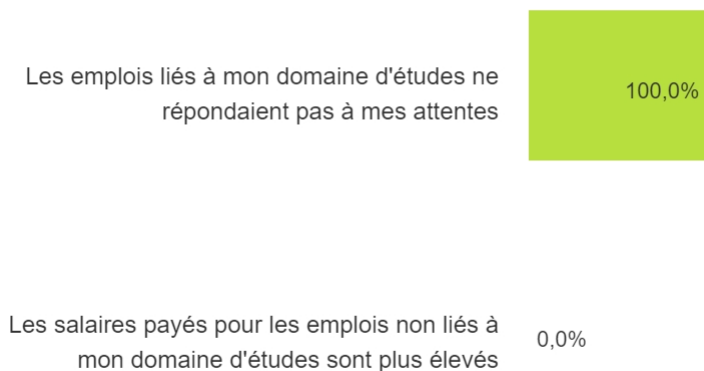 Les emplois liés à mon domaine d'études ne
répondaient pas à mes attentes
100,0%
Les salaires payés pour les emplois non liés à
mon domaine d'études sont plus élevés
0,0%